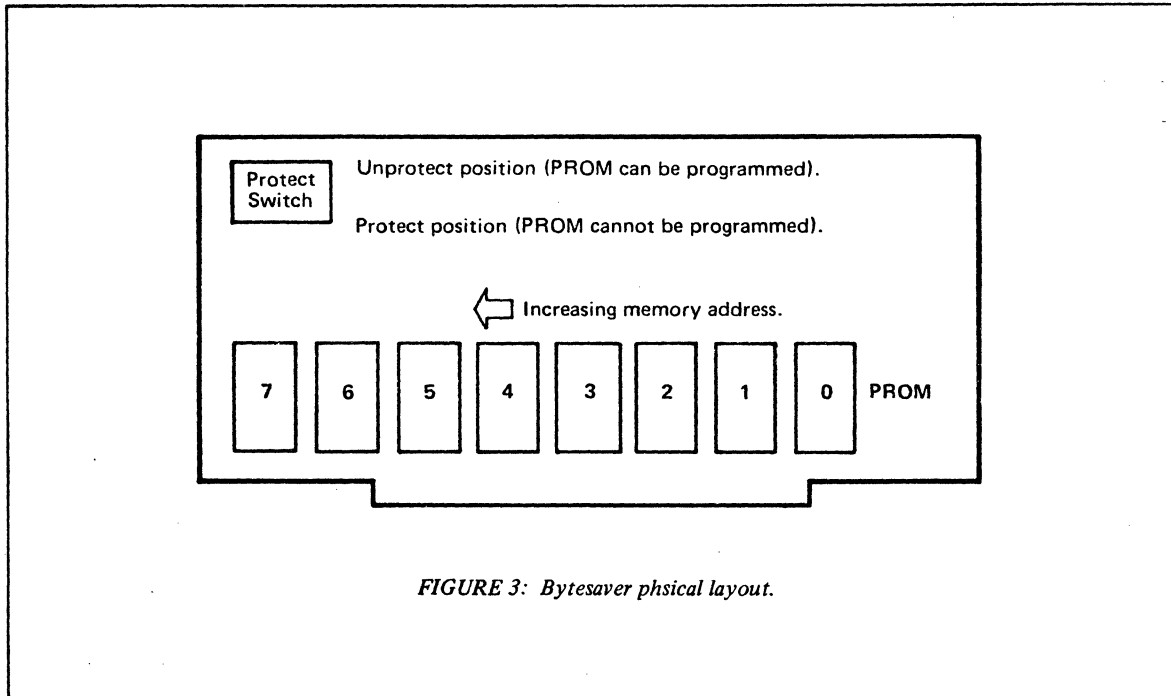 Protect
Switch
Unprotect position (PROM can be programmed).
Protect position (PROM cannot be programmed).
Increasing memory address.
7 6 5 4 3 2 1 0 PROM
FIGURE 3: Bytesaver phsical layout.